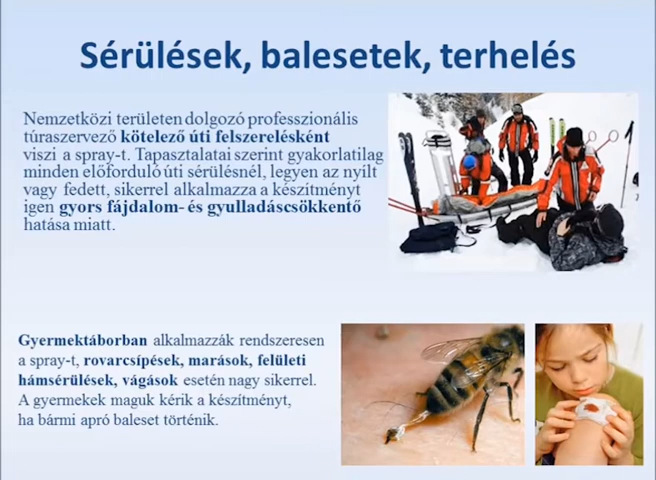 Sérülések, balesetek, terhelés
Nemzetközi területen dolgozó professzionális
túraszervező kötelező úti felszerelésként
viszi a spray-t. Tapasztalatai szerint gyakorlatilag
minden előforduló úti sérülésnél, legyen az nyílt
vagy fedett, sikerrel alkalmazza a készítményt
igen gyors fájdalom- és gyulladáscsökkentő
hatása miatt.
Gyermektáborban alkalmazzák rendszeresen
a spray-t, rovarcsípések, marások, felületi
hámsérülések, vágások esetén nagy sikerrel.
A gyermekek maguk kérik a készítményt,
ha bármi apró baleset történik.